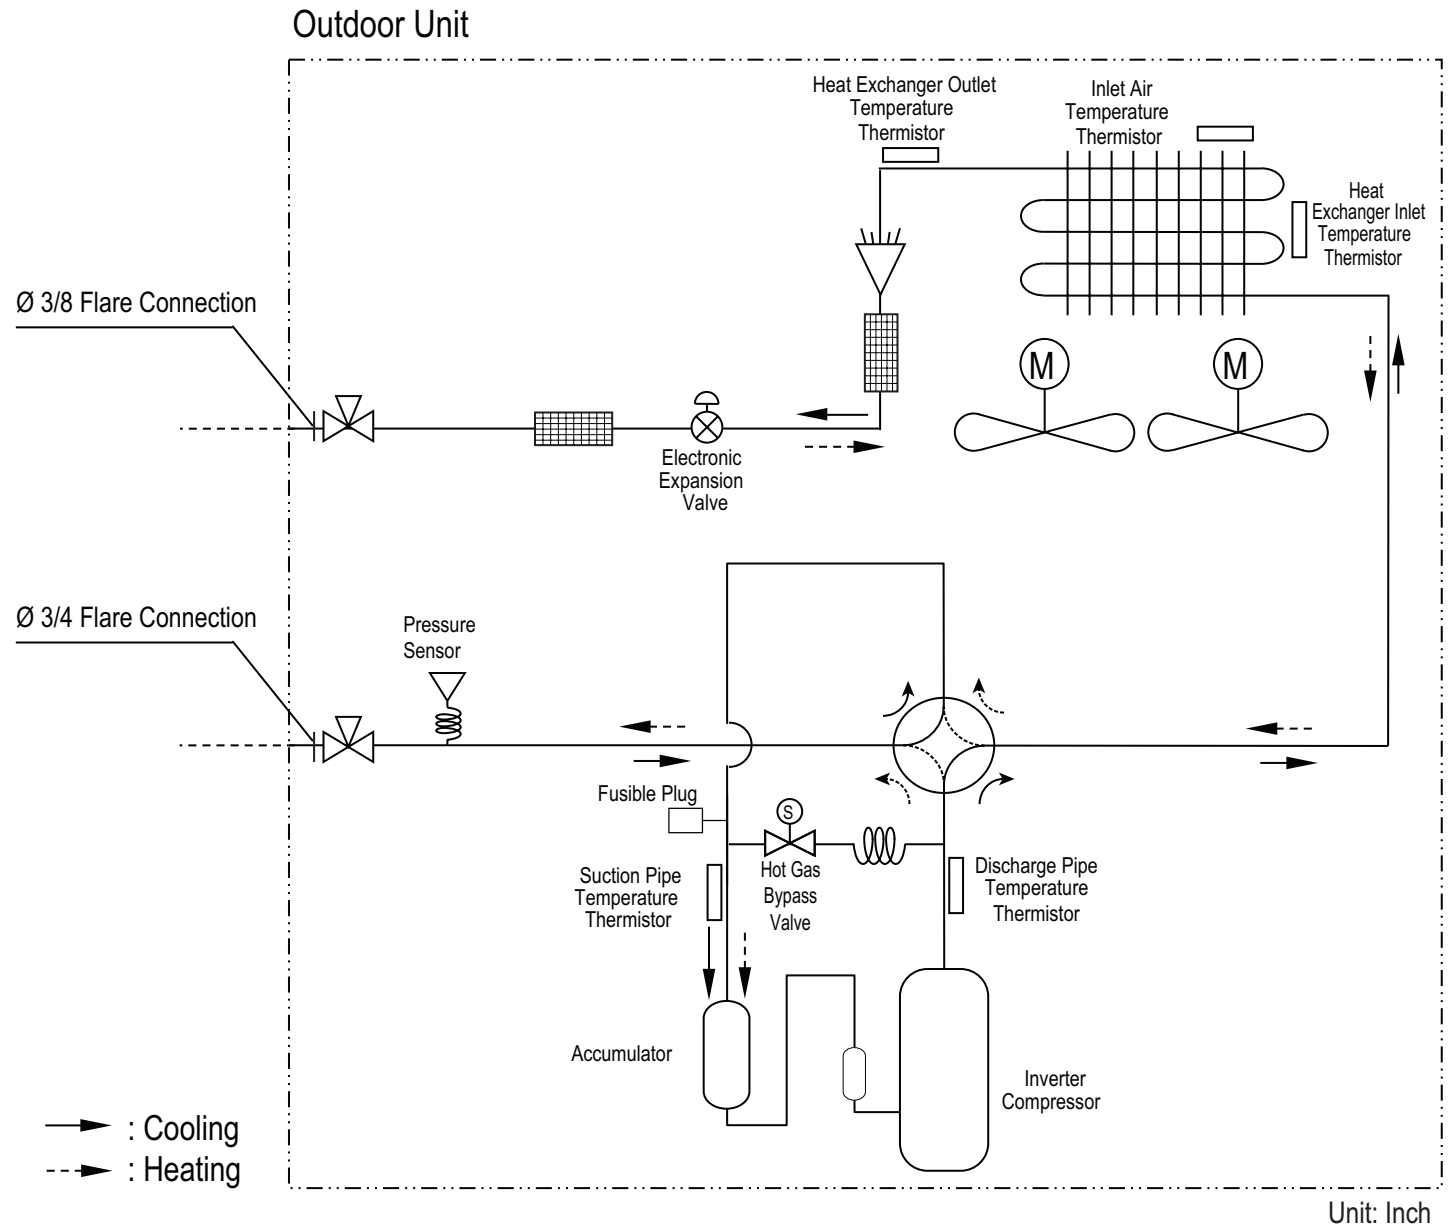 Outdoor Unit
Heat Exchanger Outlet
Temperature
Thermistor
Inlet Air
Temperature
Thermistor
Heat
Exchanger Inlet
Temperature
Thermistor
Ø 3/8 Flare Connection
M
M
Electronic
Expansion
Valve
Ø 3/4 Flare Connection
Pressure
Sensor
Fusible Plug
S
Hot Gas
Bypass
Valve
Suction Pipe
Temperature
Thermistor
Discharge Pipe
Temperature
Thermistor
Accumulator
Inverter
Compressor
: Cooling
: Heating
Unit: Inch